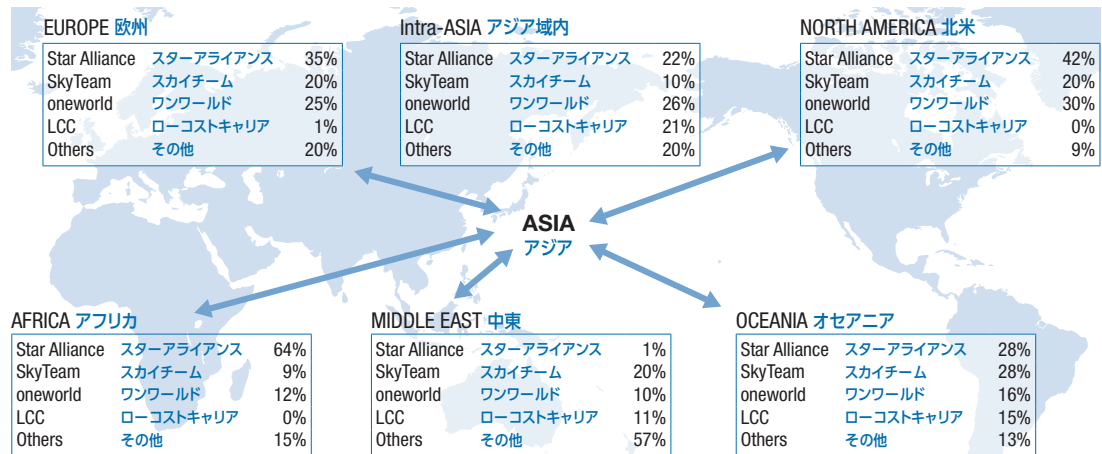 EUROPE 欧州
Star Alliance スターアライアンス 35%
SkyTeam スカイチーム 20%
oneworld ワンワールド 25%
LCC ローコストキャリア 1%
Others その他 20%
Intra-ASIA アジア域内
Star Alliance スターアライアンス 22%
SkyTeam スカイチーム 10%
oneworld ワンワールド 26%
LCC ローコストキャリア 21%
Others その他 20%
NORTH AMERICA 北米
Star Alliance スターアライアンス 42%
SkyTeam スカイチーム 20%
oneworld ワンワールド 30%
LCC ローコストキャリア 0%
Others その他 9%
ASIA
アジア
AFRICA アフリカ
Star Alliance スターアライアンス 64%
SkyTeam スカイチーム 9%
oneworld ワンワールド 12%
LCC ローコストキャリア 0%
Others その他 15%
MIDDLE EAST 中東
Star Alliance スターアライアンス 1%
SkyTeam スカイチーム 20%
oneworld ワンワールド 10%
LCC ローコストキャリア 11%
Others その他 57%
OCEANIA オセアニア
Star Alliance スターアライアンス 28%
SkyTeam スカイチーム 28%
oneworld ワンワールド 16%
LCC ローコストキャリア 15%
Others その他 13%